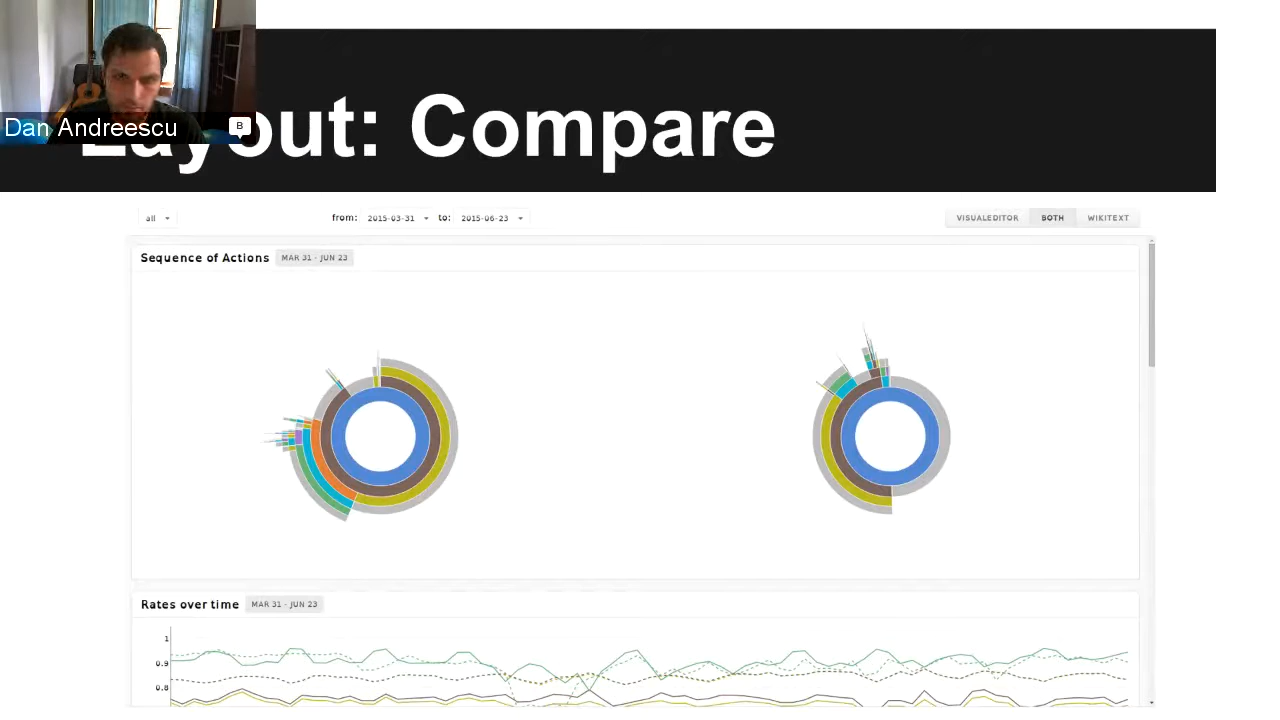 Dan Andreescu
B
Layout: Compare
all
from: 2015-03-31 to: 2015-06-23
VISUALEDITOR BOTH WIKITEXT
Sequence of Actions MAR 31 - JUN 23
Rates over time MAR 31 - JUN 23
1
0.9
0.8